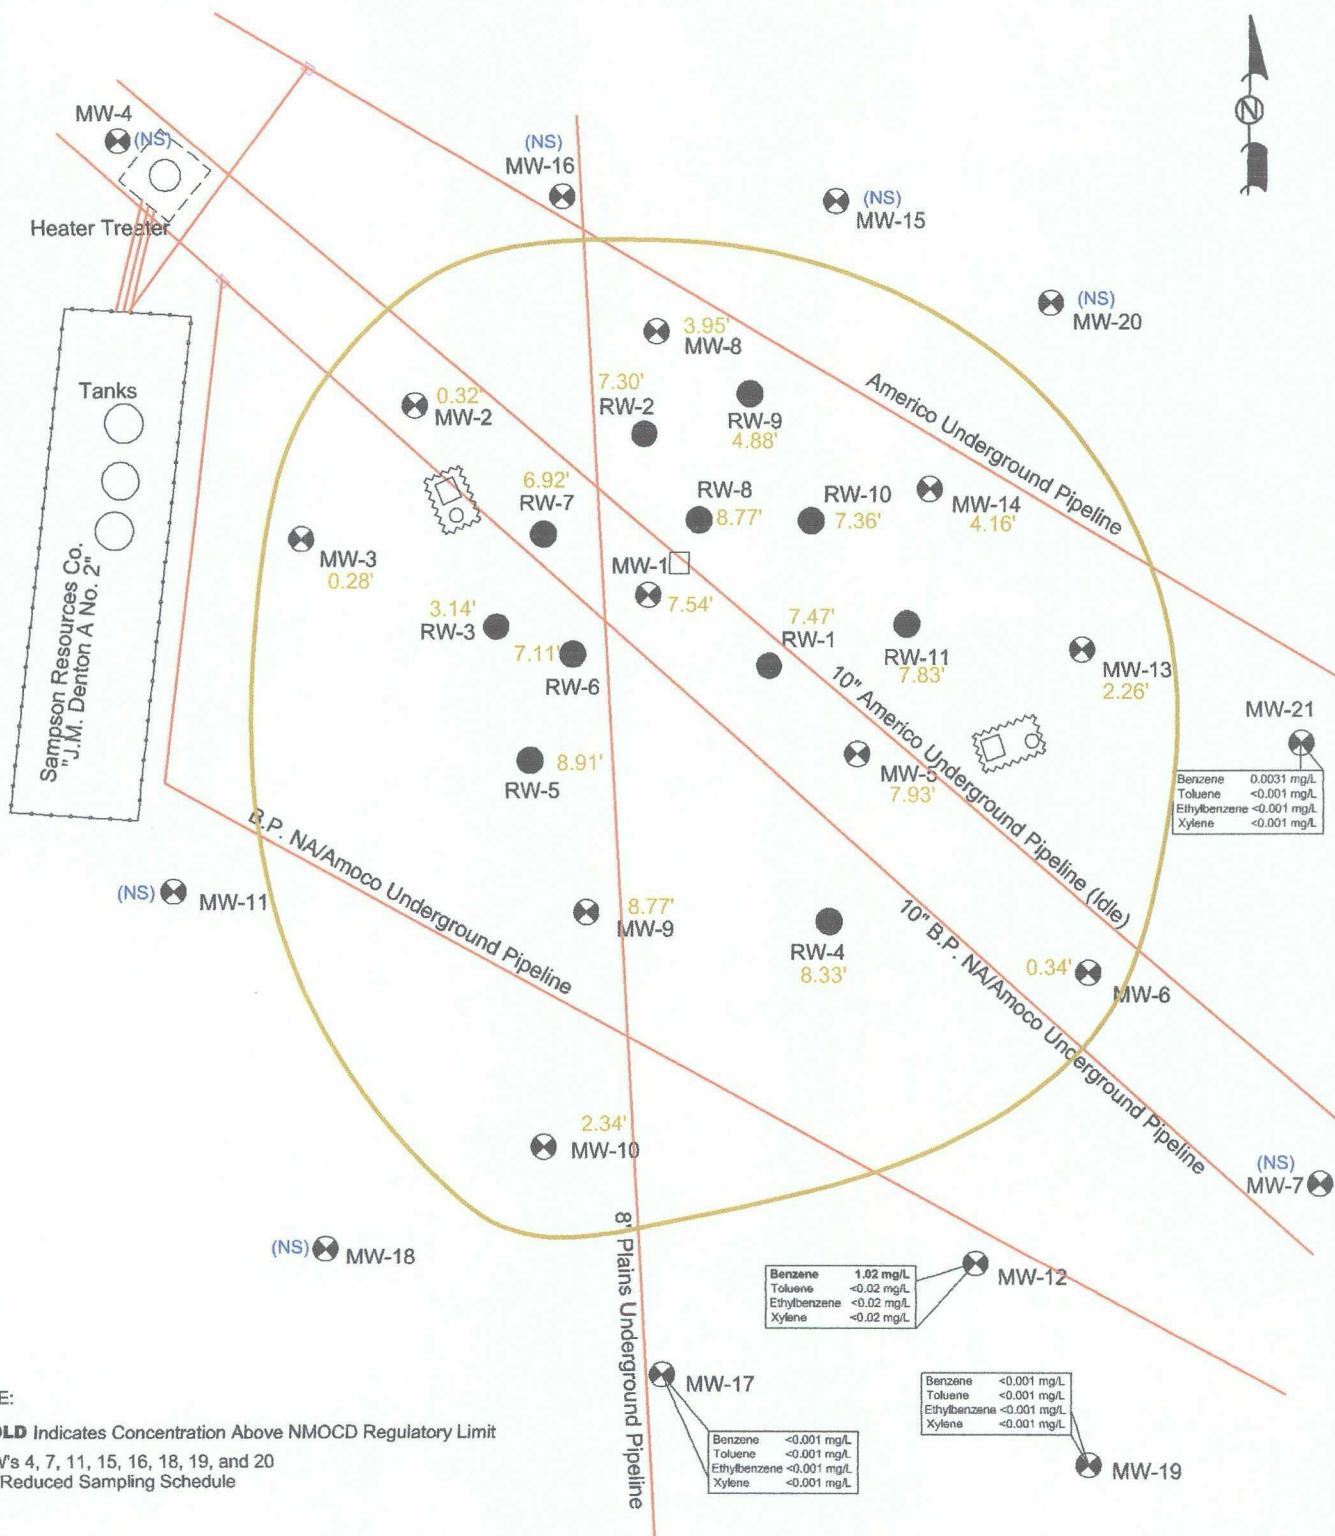 N
MW-4
(NS)
Heater Treater
(NS)
MW-16
(NS)
MW-15
(NS)
MW-20
Tanks
Sampson Resources Co.
"J.M. Denton A No. 2"
3.95'
MW-8
0.32'
MW-2
7.30'
RW-2
RW-9
4.88'
Americo Underground Pipeline
6.92'
RW-7
RW-8
8.77'
RW-10
7.36'
MW-14
4.16'
MW-3
0.28'
MW-1
7.54'
3.14'
RW-3
7.11'
RW-6
7.47'
RW-1
RW-11
7.83'
MW-13
2.26'
10" Americo Underground Pipeline (Idle)
MW-21
Benzene 0.0031 mg/L
Toluene <0.001 mg/L
Ethylbenzene <0.001 mg/L
Xylene <0.001 mg/L
8.91'
RW-5
MW-5
7.93'
B.P. NA/Amoco Underground Pipeline
(NS)
MW-11
8.77'
MW-9
RW-4
8.33'
10" B.P. NA/Amoco Underground Pipeline
0.34'
MW-6
2.34'
MW-10
(NS)
MW-7
(NS)
MW-18
8" Plains Underground Pipeline
MW-12
Benzene 1.02 mg/L
Toluene <0.02 mg/L
Ethylbenzene <0.02 mg/L
Xylene <0.02 mg/L
MW-17
Benzene <0.001 mg/L
Toluene <0.001 mg/L
Ethylbenzene <0.001 mg/L
Xylene <0.001 mg/L
Benzene <0.001 mg/L
Toluene <0.001 mg/L
Ethylbenzene <0.001 mg/L
Xylene <0.001 mg/L
MW-19
E:
OLD Indicates Concentration Above NMOCD Regulatory Limit
W's 4, 7, 11, 15, 16, 18, 19, and 20
Reduced Sampling Schedule